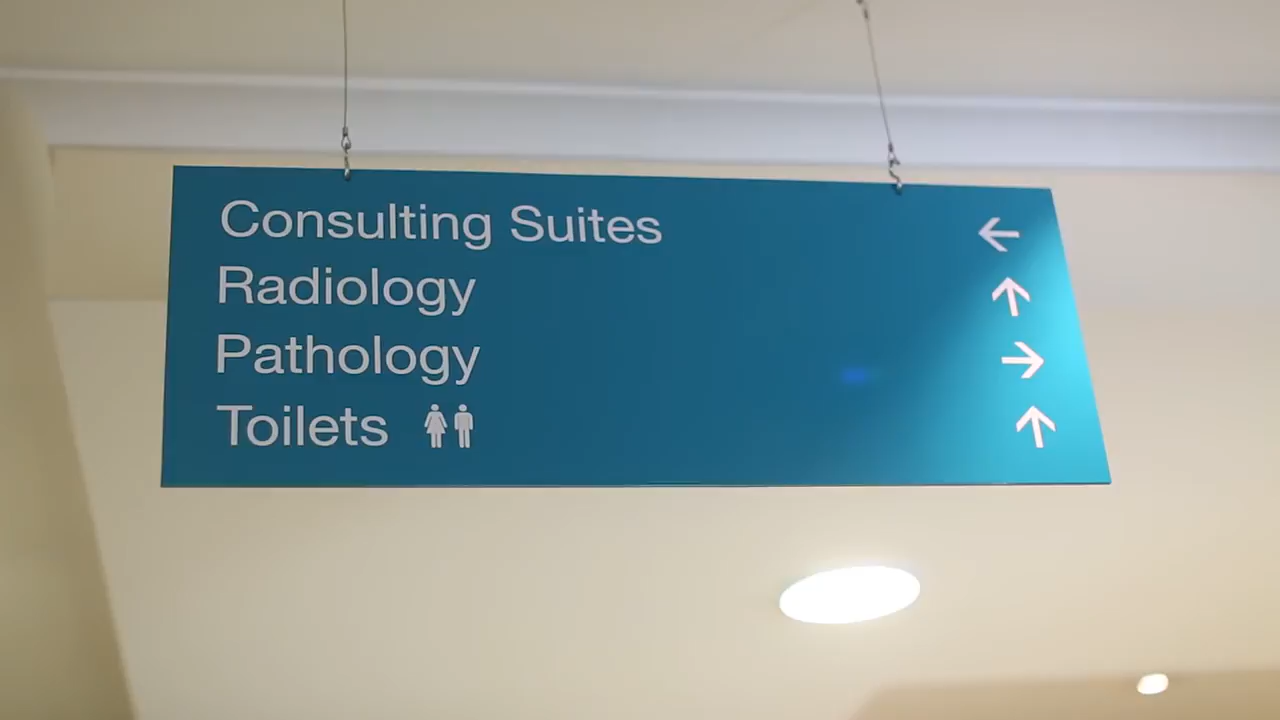 Consulting Suites ←
Radiology ↑
Pathology →
Toilets ↑